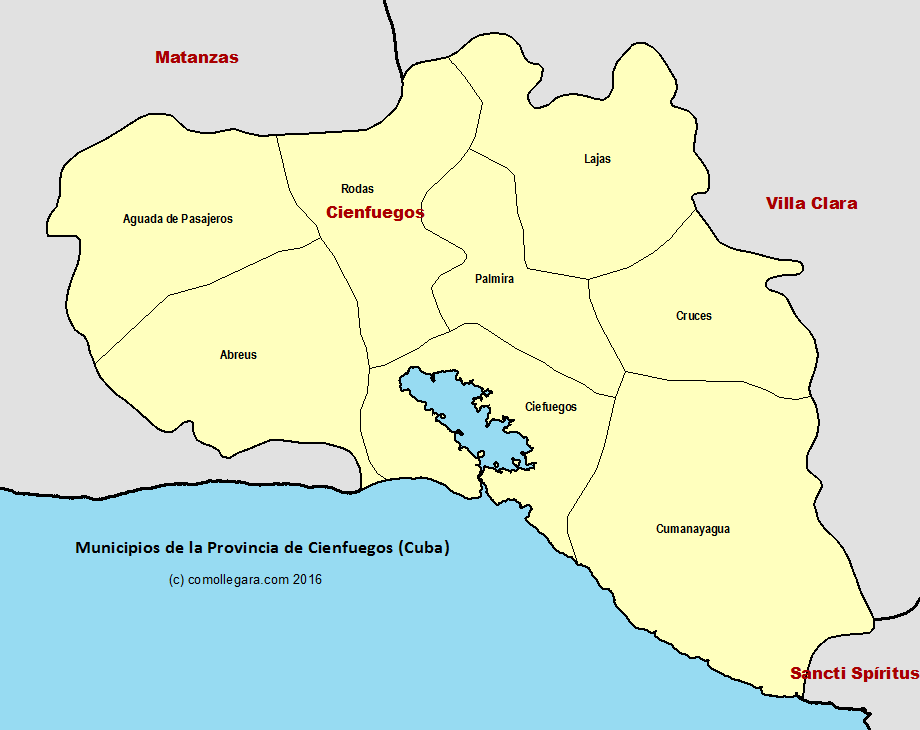 Matanzas
Lajas
Rodas
Villa Clara
Cienfuegos
Aguada de Pasajeros
Palmira
Cruces
Abreus
Ciefuegos
Cumanayagua
Municipios de la Provincia de Cienfuegos (Cuba)
(c) comollegara.com 2016
Sancti Spíritus